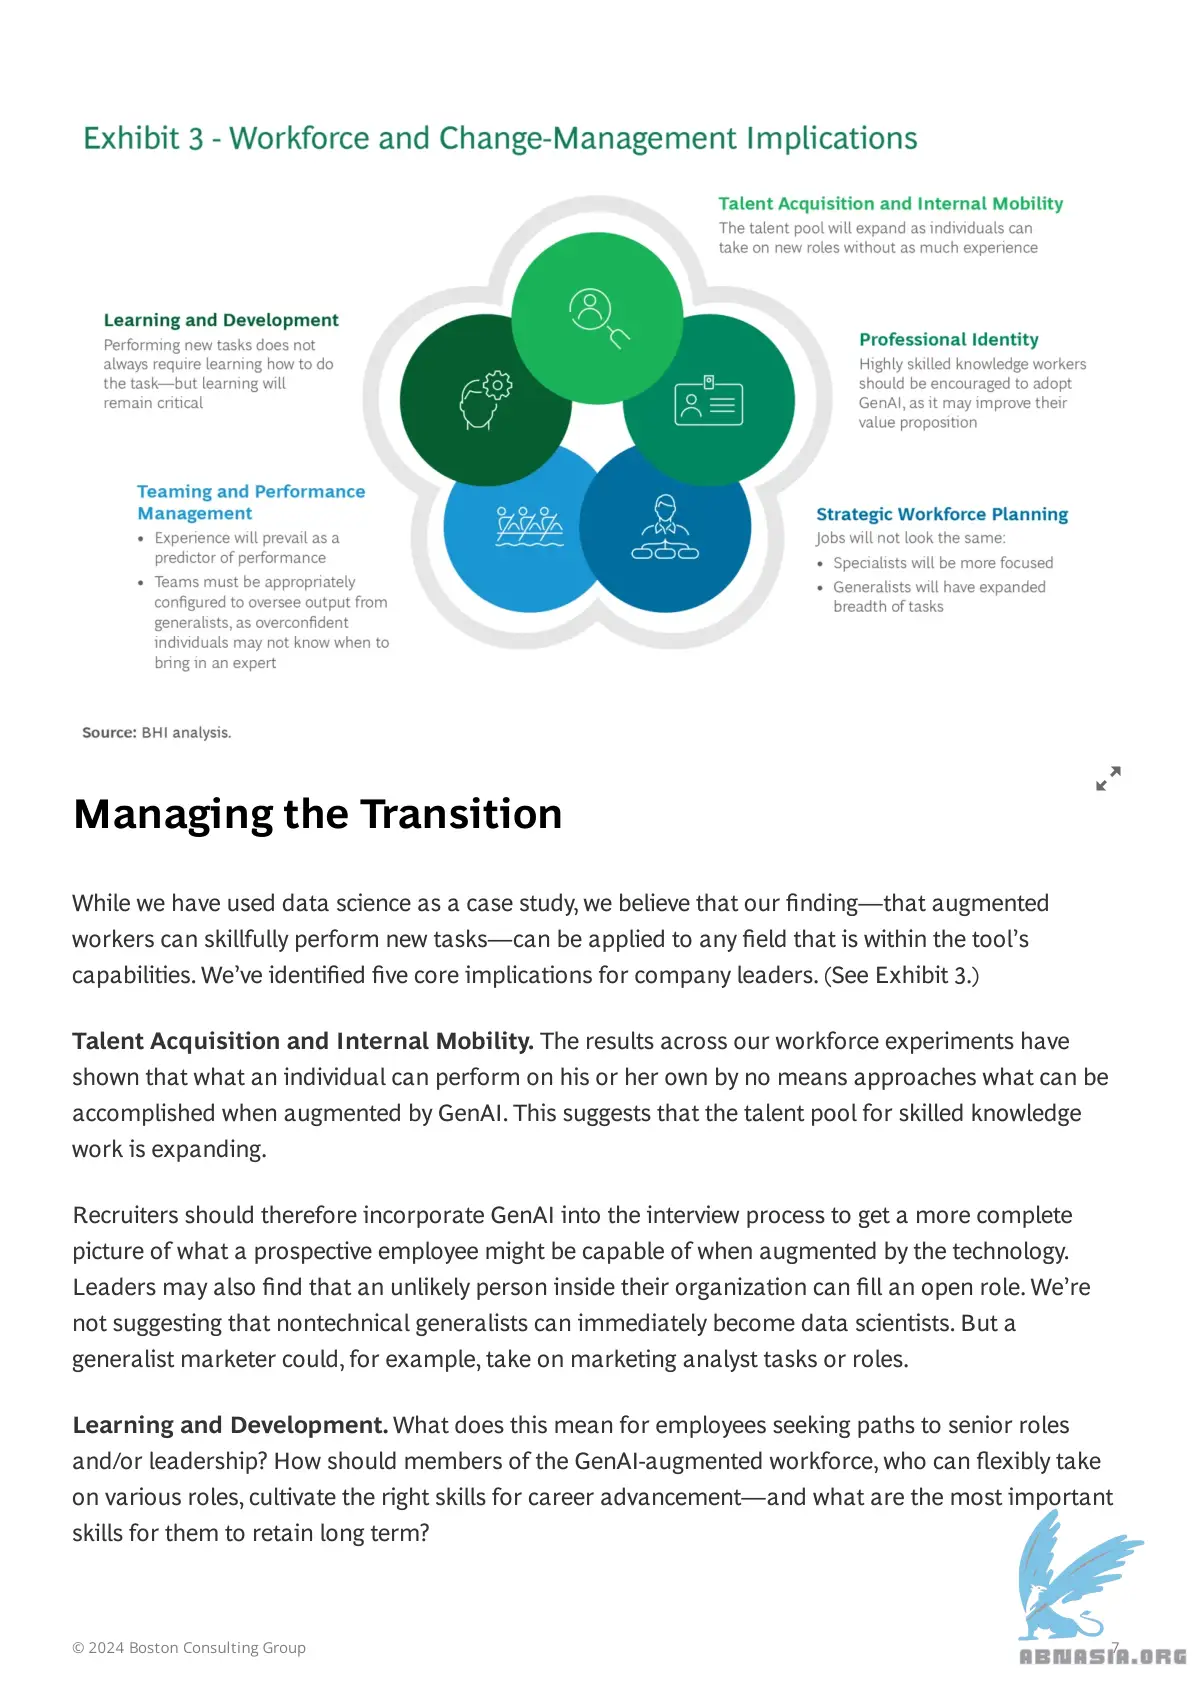 Exhibit 3 - Workforce and Change-Management Implications
Talent Acquisition and Internal Mobility
The talent pool will expand as individuals can
take on new roles without as much experience
Learning and Development
Performing new tasks does not
always require learning how to do
the task—but learning will
remain critical
Professional Identity
Highly skilled knowledge workers
should be encouraged to adopt
GenAI, as it may improve their
value proposition
Teaming and Performance
Management
• Experience will prevail as a
predictor of performance
• Teams must be appropriately
configured to oversee output from
generalists, as overconfident
individuals may not know when to
bring in an expert
Strategic Workforce Planning
Jobs will not look the same:
• Specialists will be more focused
• Generalists will have expanded
breadth of tasks
Source: BHI analysis.
Managing the Transition
While we have used data science as a case study, we believe that our finding—that augmented
workers can skillfully perform new tasks—can be applied to any field that is within the tool’s
capabilities. We’ve identified five core implications for company leaders. (See Exhibit 3.)
Talent Acquisition and Internal Mobility. The results across our workforce experiments have
shown that what an individual can perform on his or her own by no means approaches what can be
accomplished when augmented by GenAI. This suggests that the talent pool for skilled knowledge
work is expanding.
Recruiters should therefore incorporate GenAI into the interview process to get a more complete
picture of what a prospective employee might be capable of when augmented by the technology.
Leaders may also find that an unlikely person inside their organization can fill an open role. We’re
not suggesting that nontechnical generalists can immediately become data scientists. But a
generalist marketer could, for example, take on marketing analyst tasks or roles.
Learning and Development. What does this mean for employees seeking paths to senior roles
and/or leadership? How should members of the GenAI-augmented workforce, who can flexibly take
on various roles, cultivate the right skills for career advancement—and what are the most important
skills for them to retain long term?
© 2024 Boston Consulting Group
7
ABNASIA.ORG